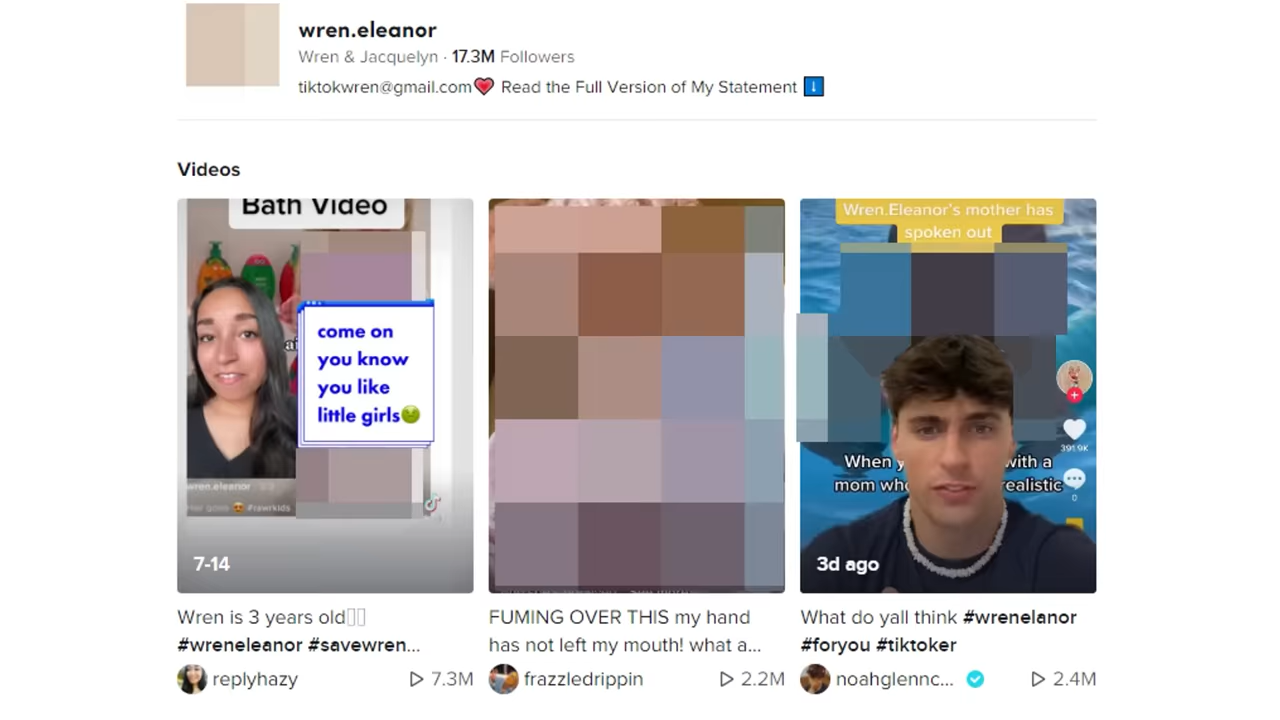 wren.eleanor
Wren & Jacquelyn · 17.3M Followers
tiktokwren@gmail.com💗 Read the Full Version of My Statement ⬇️
Videos
Bath Video
come on
you know
you like
little girls🤢
wren.eleanor
#rawrkids
7-14
Wren is 3 years old
#wreneleanor #savewren...
replyhazy
7.3M
FUMING OVER THIS my hand
has not left my mouth! what a...
frazzledrippin
2.2M
Wren.Eleanor's mother has
spoken out
When with a
mom realistic
391.9K
0
3d ago
What do yall think #wrenelanor
#foryou #tiktoker
noahglennc...
2.4M